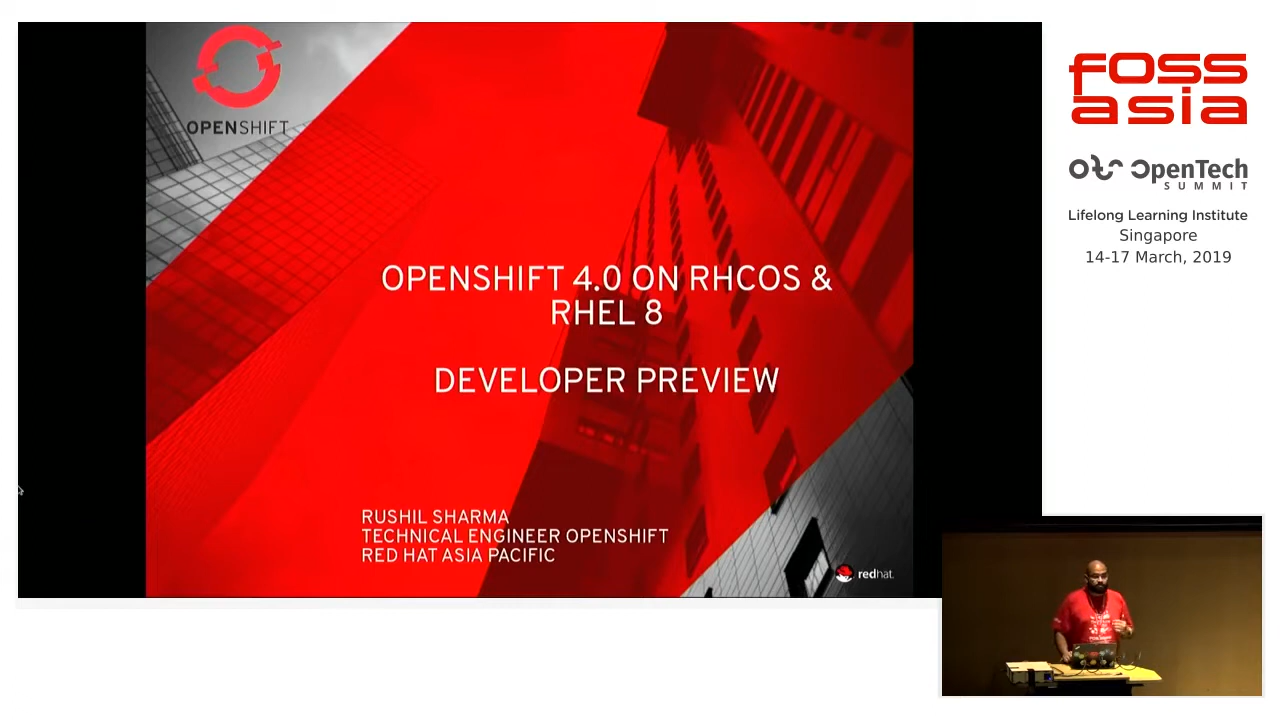 OPENSHIFT
OPENSHIFT 4.0 ON RHCOS &
RHEL 8
DEVELOPER PREVIEW
RUSHIL SHARMA
TECHNICAL ENGINEER OPENSHIFT
RED HAT ASIA PACIFIC
redhat.
fOSS
asia
OpenTech
SUMMIT
Lifelong Learning Institute
Singapore
14-17 March, 2019